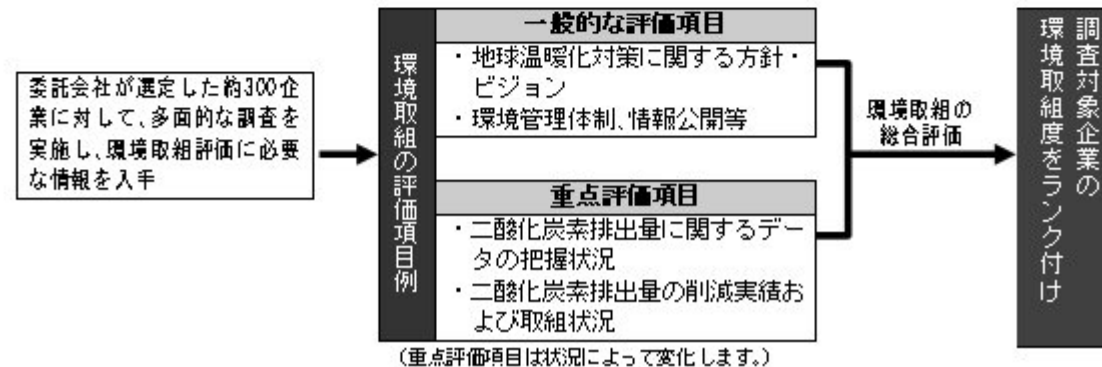 委託会社が選定した約300企
業に対して、多面的な調査を
実施し、環境取組評価に必要
な情報を入手
環境取組の評価項目例
一般的な評価項目
・地球温暖化対策に関する方針・
ビジョン
・環境管理体制、情報公開等
重点評価項目
・二酸化炭素排出量に関するデー
タの把握状況
・二酸化炭素排出量の削減実績お
よび取組状況
(重点評価項目は状況によって変化します。)
環境取組の
総合評価
調査対象企業の
環境取組度をランク付け